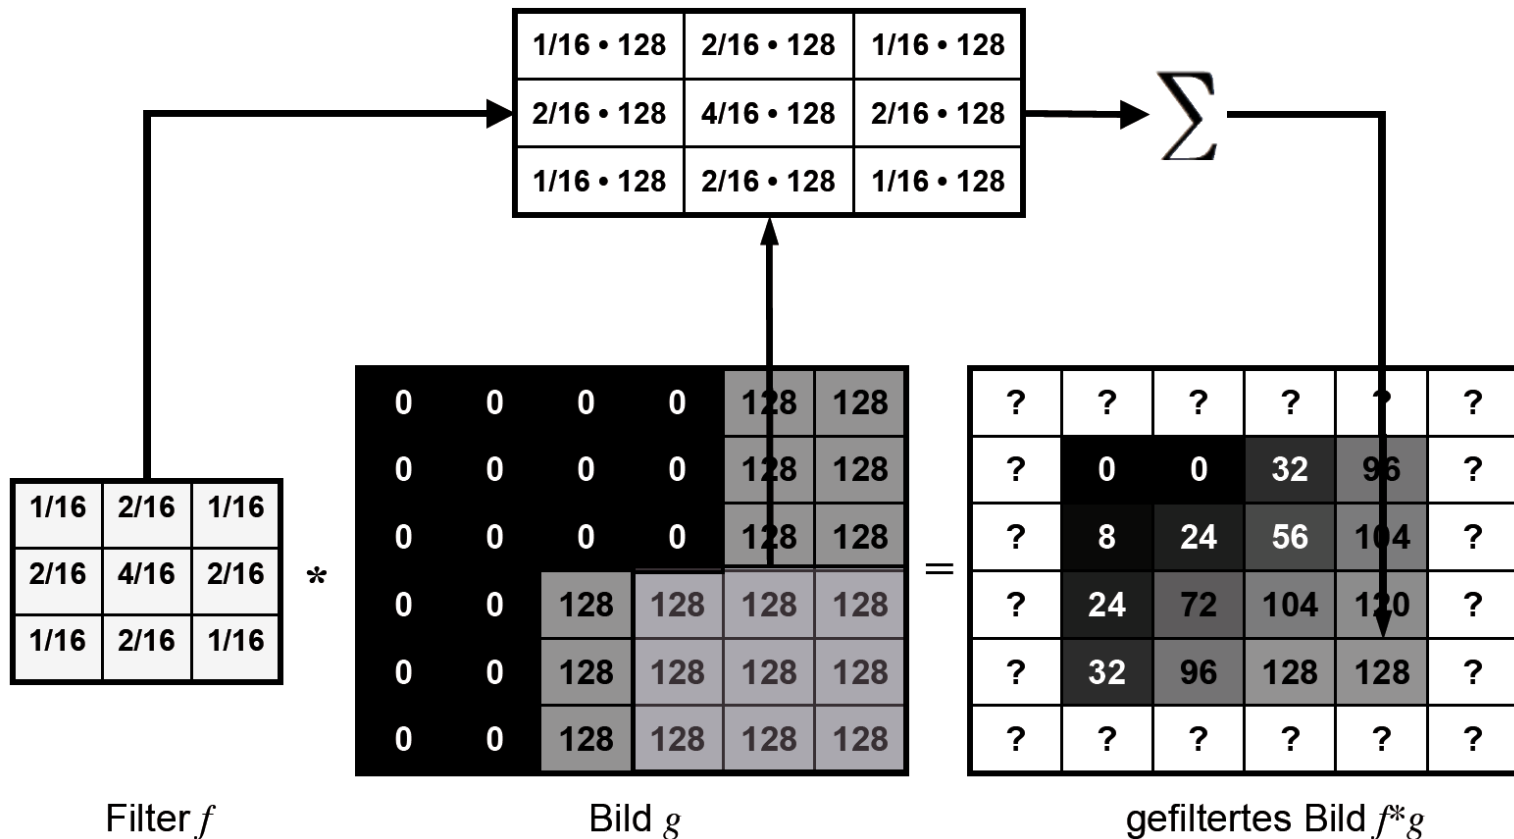 1/16 • 128 2/16 • 128 1/16 • 128
2/16 • 128 4/16 • 128 2/16 • 128
1/16 • 128 2/16 • 128 1/16 • 128
∑
1/16 2/16 1/16
2/16 4/16 2/16
1/16 2/16 1/16
*
0 0 0 0 128 128
0 0 0 0 128 128
0 0 0 0 128 128
0 0 128 128 128 128
0 0 128 128 128 128
0 0 128 128 128 128
=
? ? ? ? ? ?
? 0 0 32 96 ?
? 8 24 56 104 ?
? 24 72 104 120 ?
? 32 96 128 128 ?
? ? ? ? ? ?
Filter f
Bild g
gefiltertes Bild f*g